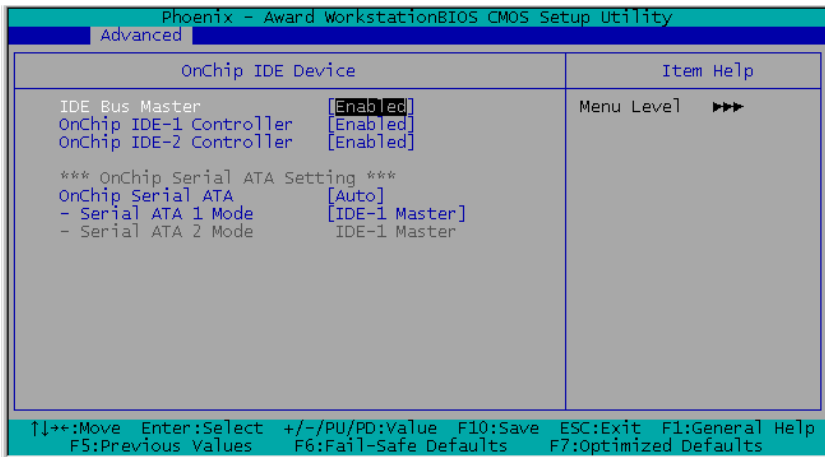 Phoenix - Award WorkstationBIOS CMOS Setup Utility
Advanced
OnChip IDE Device
Item Help
IDE Bus Master [Enabled]
OnChip IDE-1 Controller [Enabled]
OnChip IDE-2 Controller [Enabled]
*** OnChip Serial ATA Setting ***
OnChip Serial ATA [Auto]
- Serial ATA 1 Mode [IDE-1 Master]
- Serial ATA 2 Mode IDE-1 Master
Menu Level ►►►
↑↓→←:Move Enter:Select +/-/PU/PD:Value F10:Save ESC:Exit F1:General Help
F5:Previous Values F6:Fail-Safe Defaults F7:Optimized Defaults